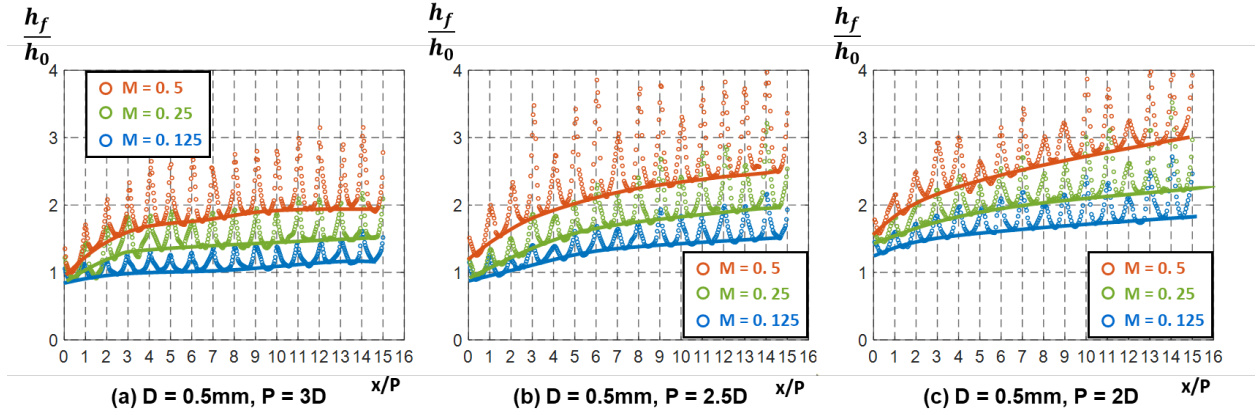 h_f
h_0
4
3
2
1
0
M = 0. 5
M = 0. 25
M = 0. 125
0 1 2 3 4 5 6 7 8 9 10 11 12 13 14 15 16
x/P
(a) D = 0.5mm, P = 3D
h_f
h_0
4
3
2
1
0
M = 0. 5
M = 0. 25
M = 0. 125
0 1 2 3 4 5 6 7 8 9 10 11 12 13 14 15 16
x/P
(b) D = 0.5mm, P = 2.5D
h_f
h_0
4
3
2
1
0
M = 0. 5
M = 0. 25
M = 0. 125
0 1 2 3 4 5 6 7 8 9 10 11 12 13 14 15 16
x/P
(c) D = 0.5mm, P = 2D